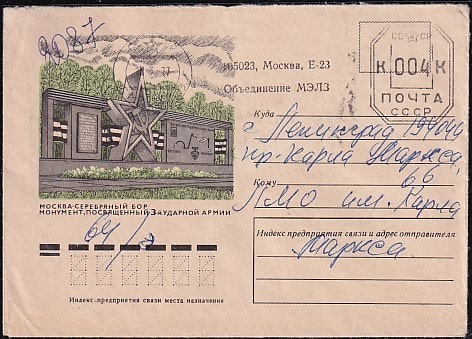 9087
105023, Москва, Е-23
Объединение МЭЛЗ
СССР
К 004 К
ПОЧТА
СССР
Куда
г. Ленинград 194040
пр. Карла Маркса,
66
Кому
ЛМО им. Карла
Маркса.
МОСКВА-СЕРЕБРЯНЫЙ БОР
МОНУМЕНТ, ПОСВЯЩЕННЫЙ 3-й УДАРНОЙ АРМИИ
64/
Индекс предприятия связи и адрес отправителя
Индекс предприятия связи места назначения